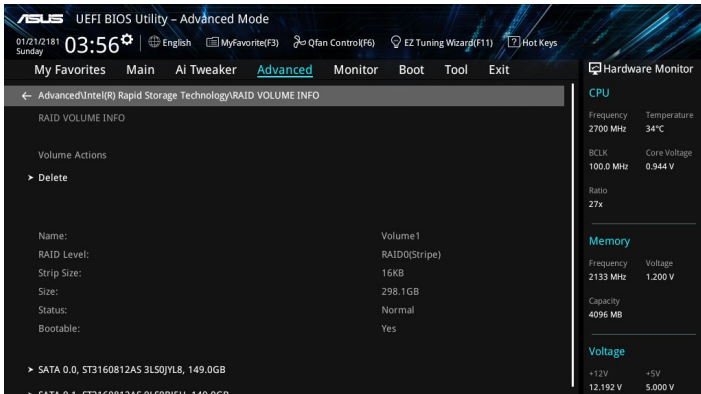 ASUS UEFI BIOS Utility – Advanced Mode
01/21/2181 Sunday 03:56 English MyFavorite(F3) Qfan Control(F6) EZ Tuning Wizard(F11) ? Hot Keys
My Favorites Main Ai Tweaker Advanced Monitor Boot Tool Exit
← Advanced\Intel(R) Rapid Storage Technology\RAID VOLUME INFO
RAID VOLUME INFO
Volume Actions
> Delete
Name: Volume1
RAID Level: RAID0(Stripe)
Strip Size: 16KB
Size: 298.1GB
Status: Normal
Bootable: Yes
> SATA 0.0, ST3160812AS 3LS0JYL8, 149.0GB
Hardware Monitor
CPU
Frequency Temperature
2700 MHz 34°C
BCLK Core Voltage
100.0 MHz 0.944 V
Ratio
27x
Memory
Frequency Voltage
2133 MHz 1.200 V
Capacity
4096 MB
Voltage
+12V +5V
12.192 V 5.000 V